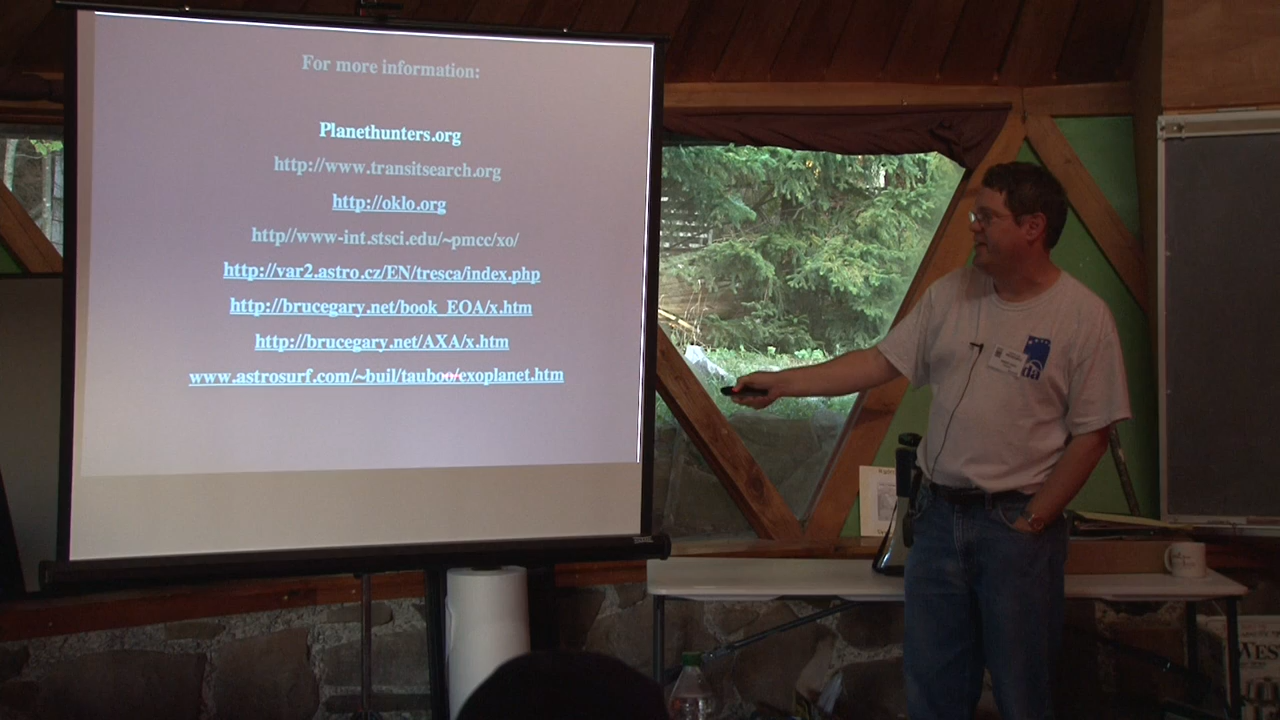 For more information:
Planethunters.org
http://www.transitsearch.org
http://oklo.org
http//www-int.stsci.edu/~pmcc/xo/
http://var2.astro.cz/EN/tresca/index.php
http://brucegary.net/book_EOA/x.htm
http://brucegary.net/AXA/x.htm
www.astrosurf.com/~buil/tauboo/exoplanet.htm
da
WES